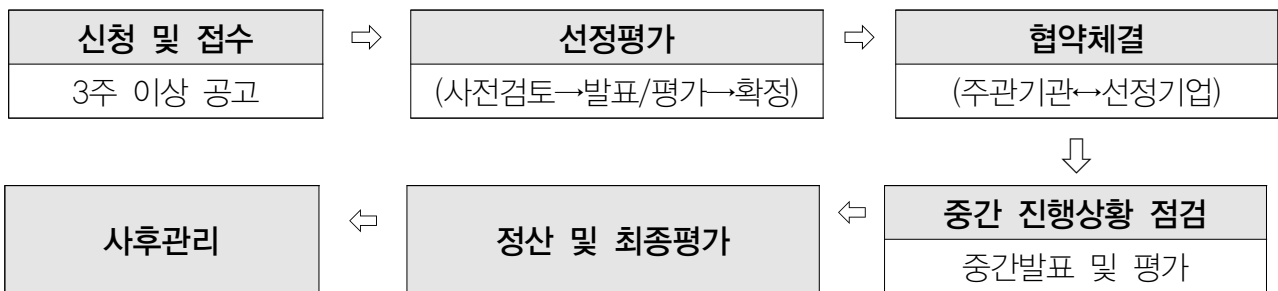 신청 및 접수
3주 이상 공고
⇨
선정평가
(사전검토→발표/평가→확정)
⇨
협약체결
(주관기관↔선정기업)
⇩
중간 진행상황 점검
중간발표 및 평가
⇦
정산 및 최종평가
⇦
사후관리